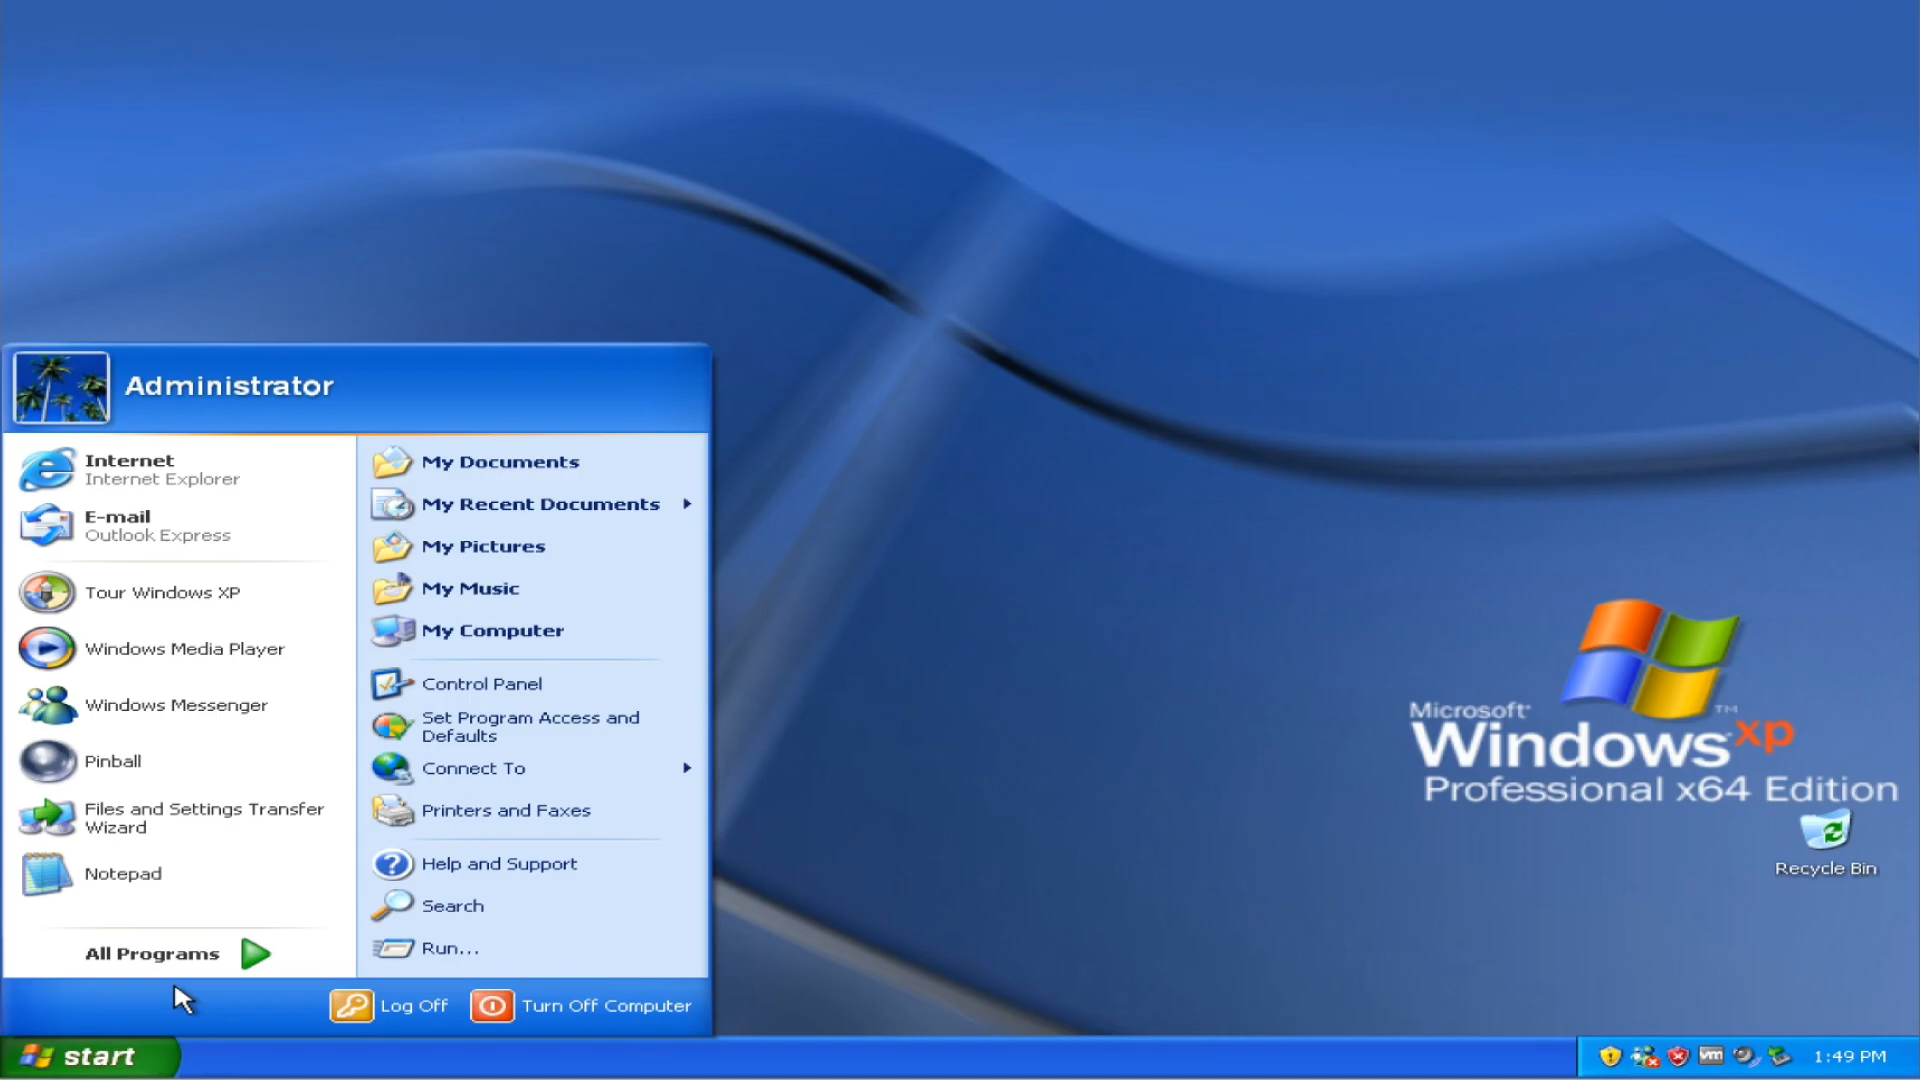 Administrator
Internet
Internet Explorer
E-mail
Outlook Express
Tour Windows XP
Windows Media Player
Windows Messenger
Pinball
Files and Settings Transfer
Wizard
Notepad
All Programs
My Documents
My Recent Documents
My Pictures
My Music
My Computer
Control Panel
Set Program Access and
Defaults
Connect To
Printers and Faxes
Help and Support
Search
Run...
Log Off
Turn Off Computer
Microsoft®
Windows xp™
Professional x64 Edition
Recycle Bin
start
vm
1:49 PM